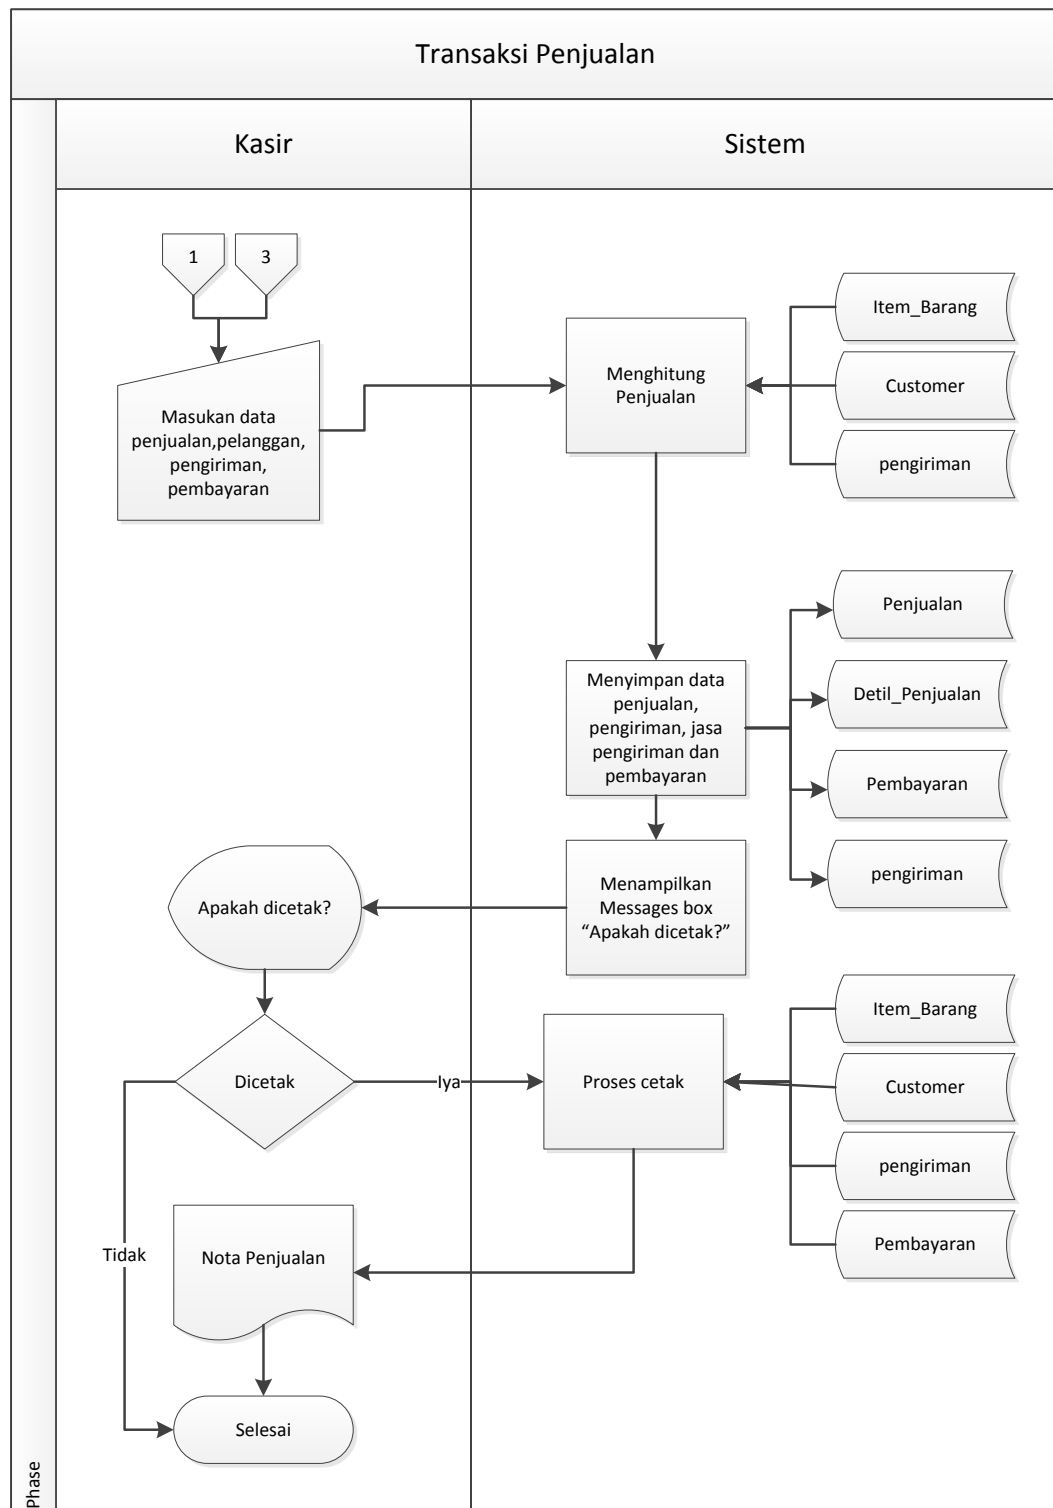 Transaksi Penjualan
Kasir
Sistem
1
3
Masukan data
penjualan,pelanggan,
pengiriman,
pembayaran
Menghitung
Penjualan
Item_Barang
Customer
pengiriman
Menyimpan data
penjualan,
pengiriman, jasa
pengiriman dan
pembayaran
Penjualan
Detil_Penjualan
Pembayaran
pengiriman
Apakah dicetak?
Menampilkan
Messages box
“Apakah dicetak?”
Dicetak
Iya
Proses cetak
Item_Barang
Customer
pengiriman
Pembayaran
Tidak
Nota Penjualan
Selesai
Phase